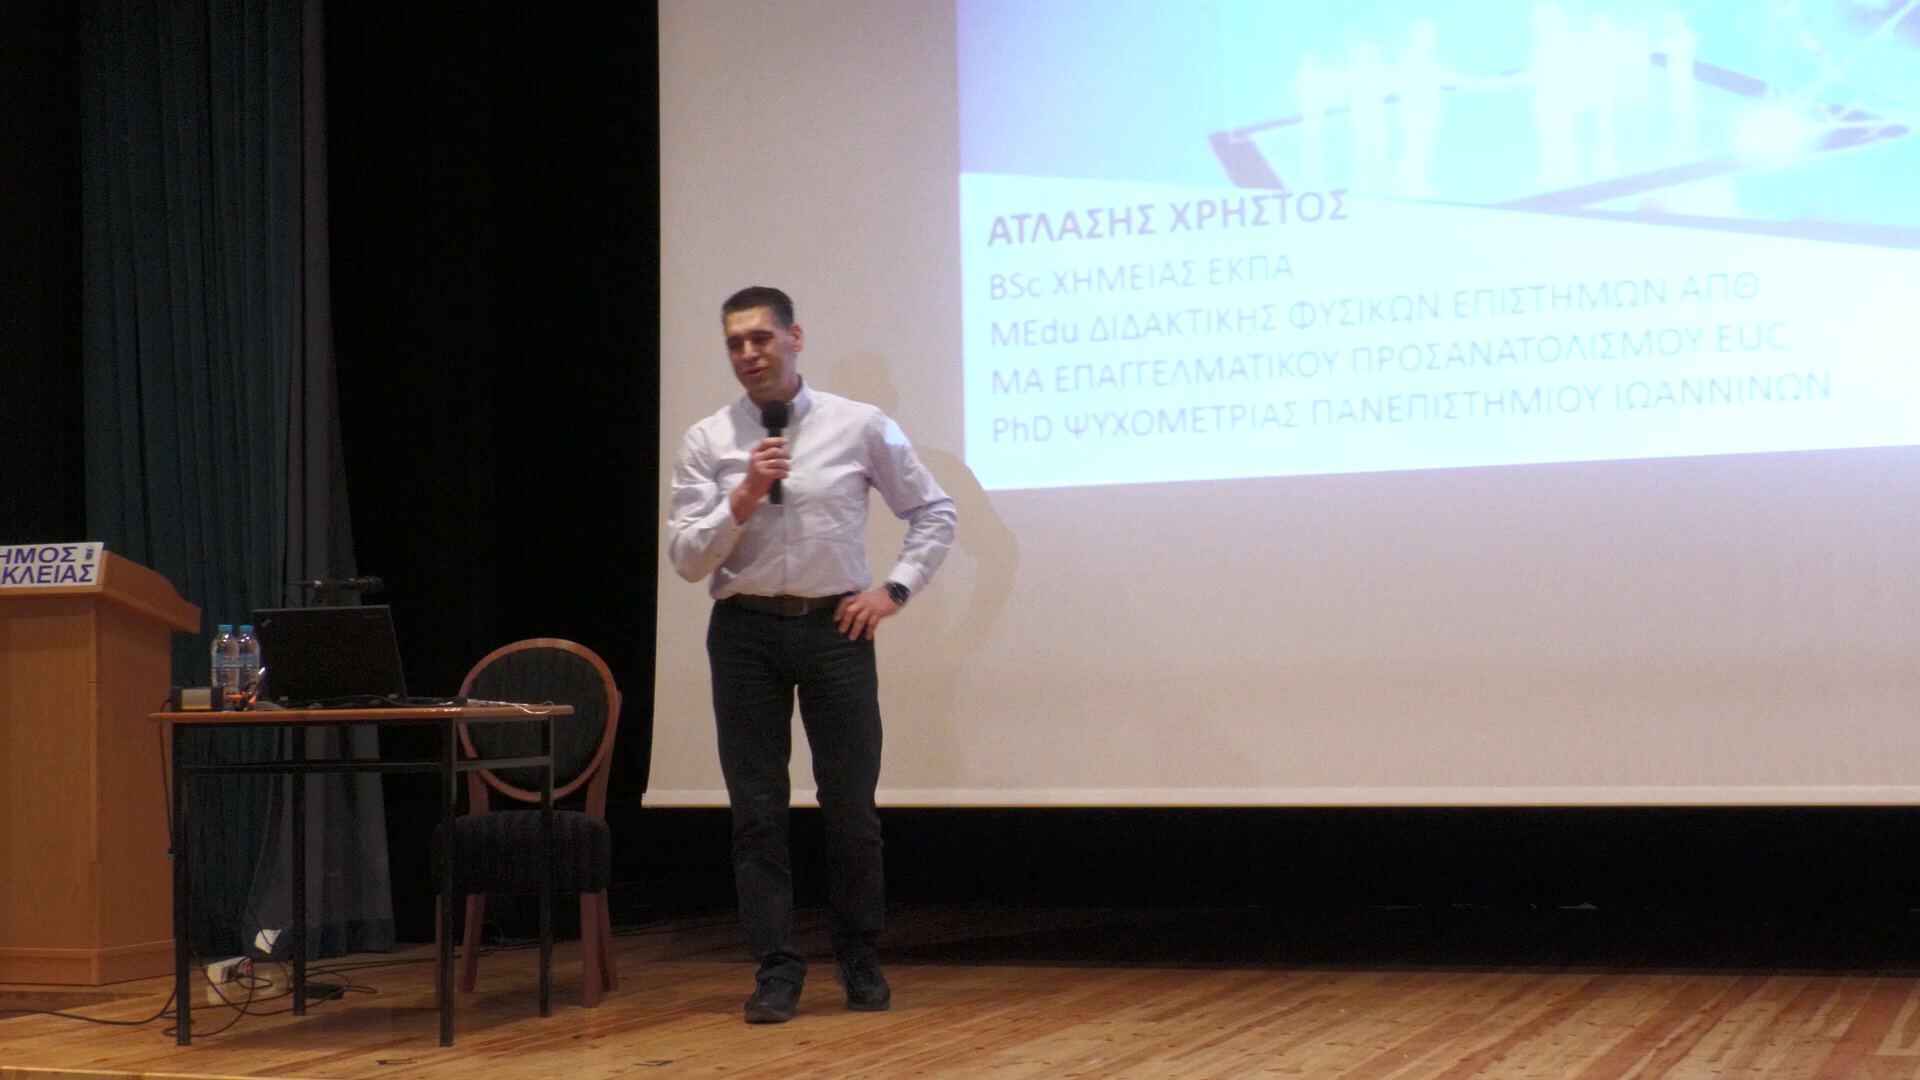 ΑΤΛΑΣΗΣ ΧΡΗΣΤΟΣ
BSc ΧΗΜΕΙΑΣ ΕΚΠΑ
MEdu ΔΙΔΑΚΤΙΚΗΣ ΦΥΣΙΚΩΝ ΕΠΙΣΤΗΜΩΝ ΑΠΘ
MA ΕΠΑΓΓΕΛΜΑΤΙΚΟΥ ΠΡΟΣΑΝΑΤΟΛΙΣΜΟΥ EUC
PhD ΨΥΧΟΜΕΤΡΙΑΣ ΠΑΝΕΠΙΣΤΗΜΙΟΥ ΙΩΑΝΝΙΝΩΝ
ΗΜΟΣ
ΚΛΕΙΑΣ